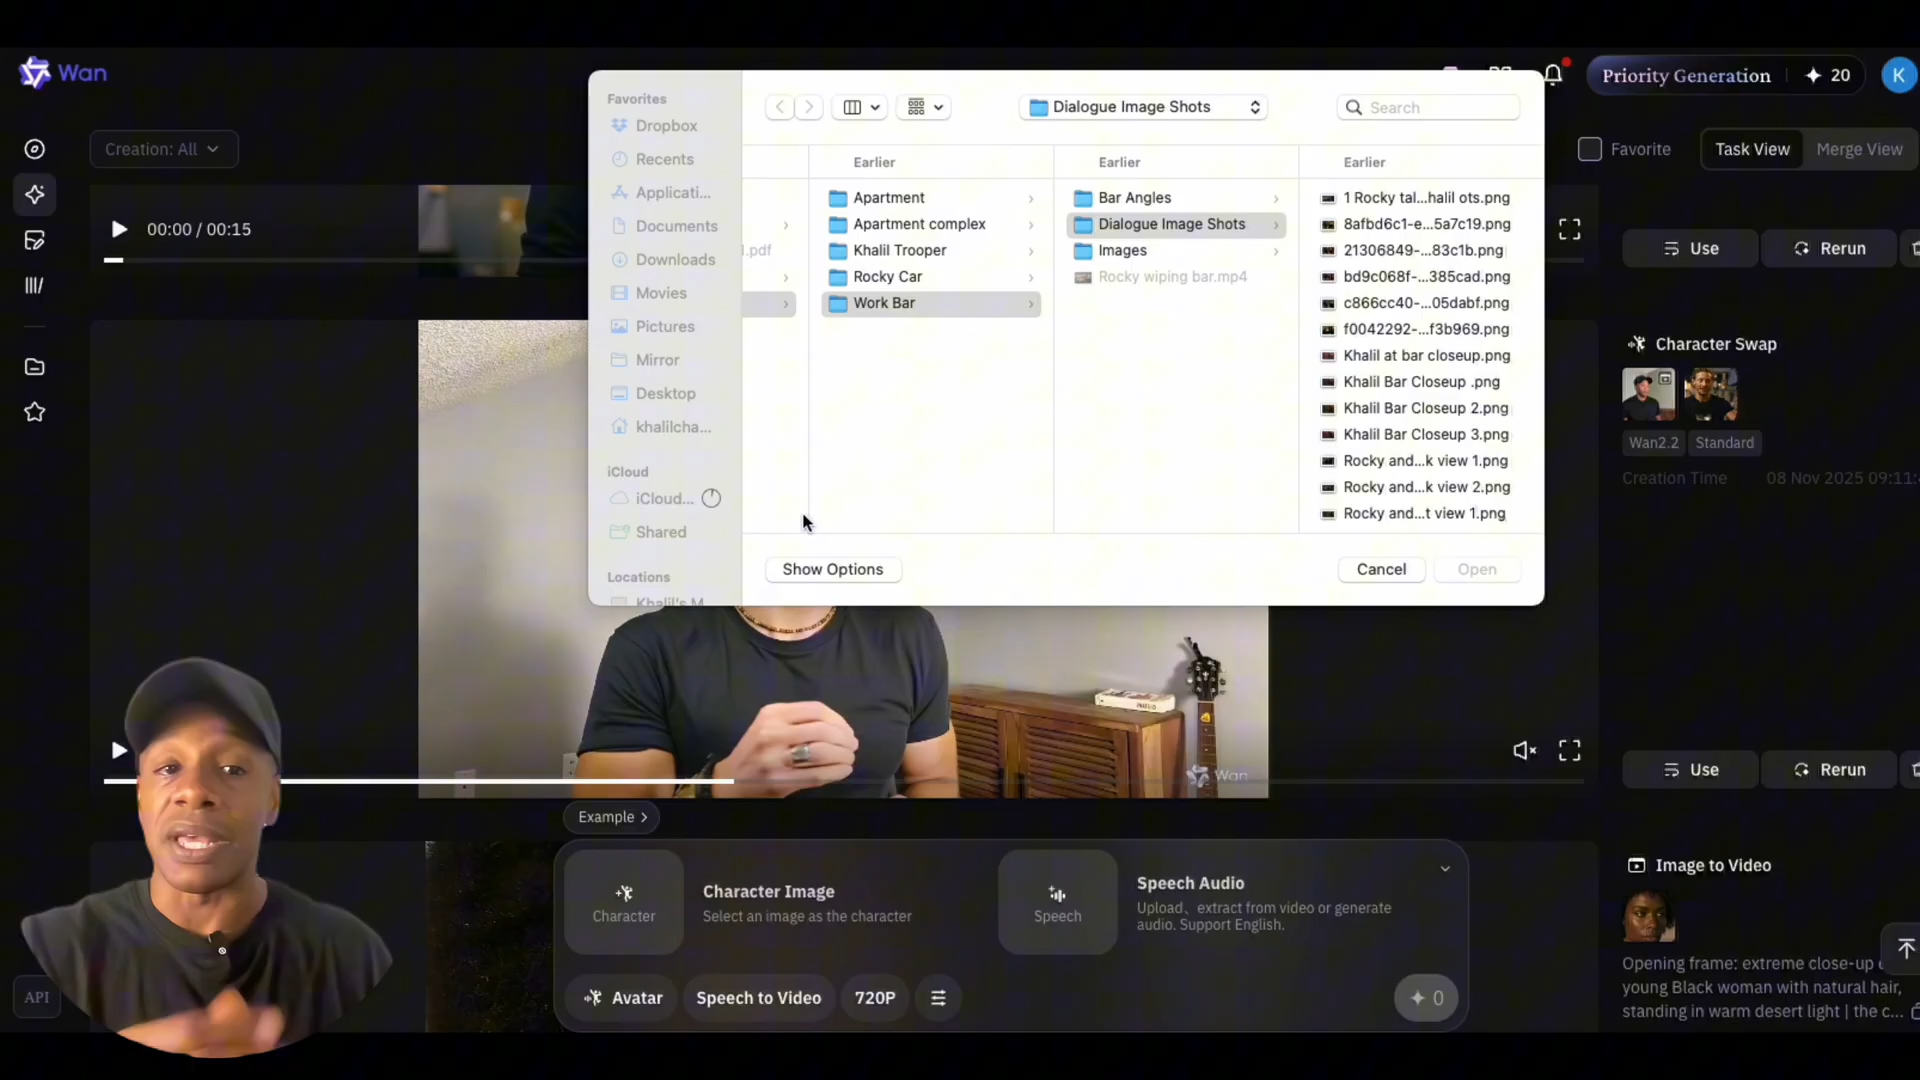 Wan
Priority Generation
20
K
Creation: All
Favorite
Task View
Merge View
00:00 / 00:15
Use
Rerun
Favorites
Dropbox
Recents
Applicati...
Documents
Downloads
Movies
Pictures
Mirror
Desktop
khalilcha...
iCloud
iCloud...
Shared
Locations
Khalil's M
Dialogue Image Shots
Search
.pdf
Earlier
Apartment
Apartment complex
Khalil Trooper
Rocky Car
Work Bar
Earlier
Bar Angles
Dialogue Image Shots
Images
Rocky wiping bar.mp4
Earlier
1 Rocky tal...halil ots.png
8afbd6c1-e...5a7c19.png
21306849-...83c1b.png
bd9c068f-...385cad.png
c866cc40-...05dabf.png
f0042292-...f3b969.png
Khalil at bar closeup.png
Khalil Bar Closeup .png
Khalil Bar Closeup 2.png
Khalil Bar Closeup 3.png
Rocky and...k view 1.png
Rocky and...k view 2.png
Rocky and...t view 1.png
Show Options
Cancel
Open
Character Swap
Wan2.2
Standard
Creation Time
08 Nov 2025 09:11:
Wan
Use
Rerun
Example
Character
Character Image
Select an image as the character
Speech
Speech Audio
Upload、extract from video or generate
audio. Support English.
Avatar
Speech to Video
720P
0
Image to Video
Opening frame: extreme close-up
young Black woman with natural hair,
standing in warm desert light | the c...
API